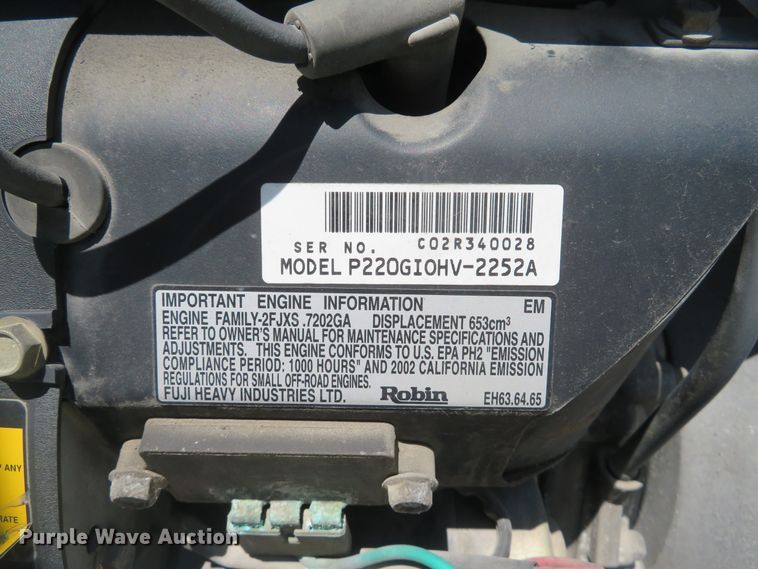 SER NO. C02R340028
MODEL P220GIOHV-2252A
IMPORTANT ENGINE INFORMATION EM
ENGINE FAMILY-2FJXS .7202GA DISPLACEMENT 653cm³
REFER TO OWNER'S MANUAL FOR MAINTENANCE SPECIFICATIONS AND
ADJUSTMENTS. THIS ENGINE CONFORMS TO U.S. EPA PH2 "EMISSION
COMPLIANCE PERIOD: 1000 HOURS" AND 2002 CALIFORNIA EMISSION
REGULATIONS FOR SMALL OFF-ROAD ENGINES.
FUJI HEAVY INDUSTRIES LTD. Robin EH63.64.65
ANY
Purple Wave Auction